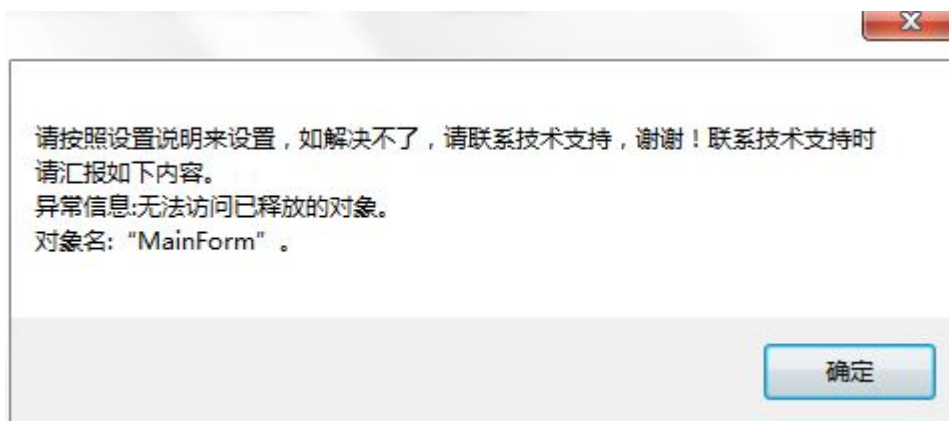 请按照设置说明来设置，如解决不了，请联系技术支持，谢谢！联系技术支持时
请汇报如下内容。
异常信息:无法访问已释放的对象。
对象名:“MainForm”。
确定